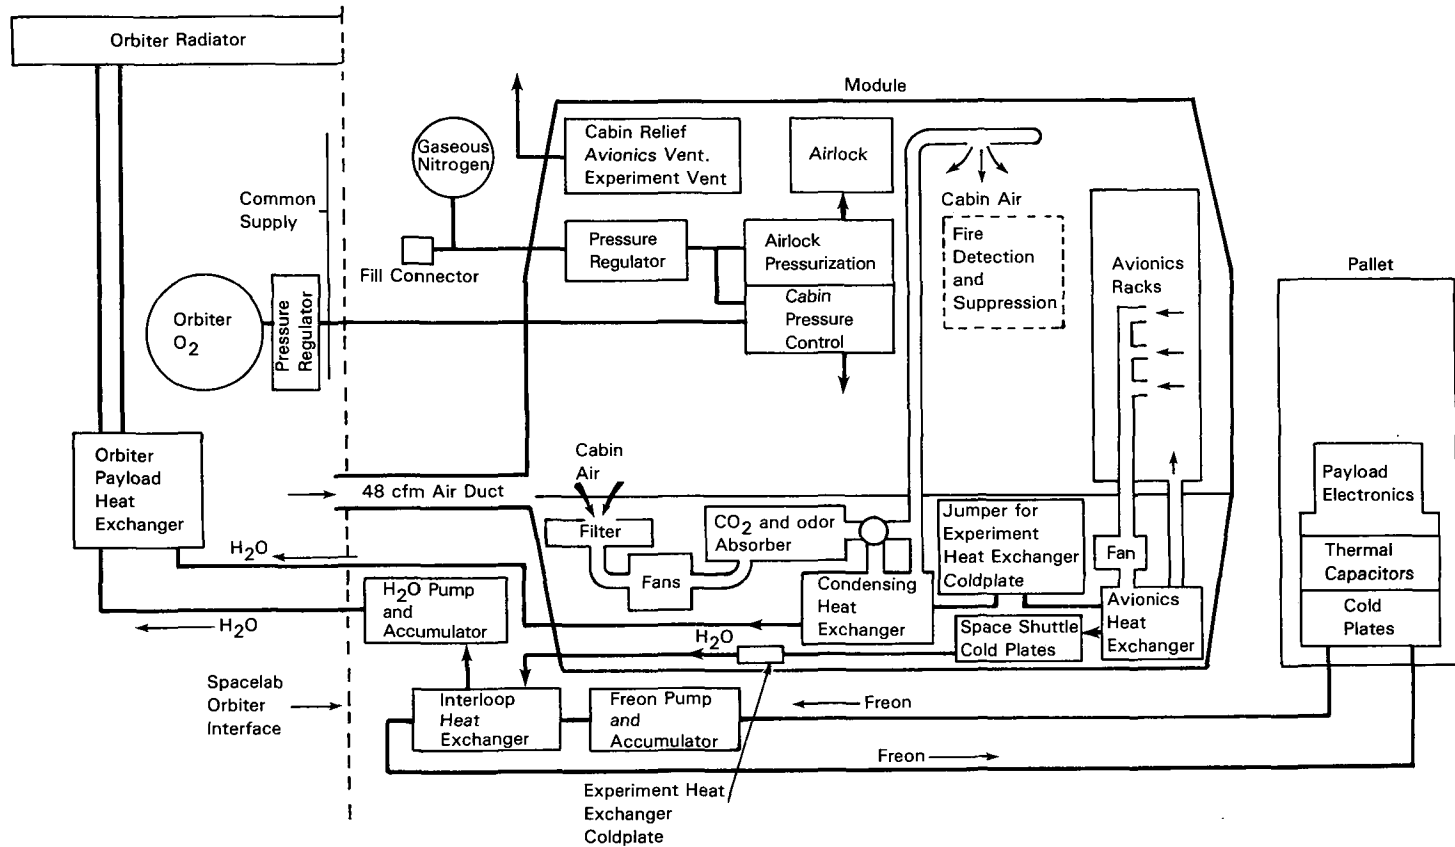 Orbiter Radiator
Module
Gaseous
Nitrogen
Cabin Relief
Avionics Vent.
Experiment Vent
Airlock
Common
Supply
Cabin Air
Fire
Detection
and
Suppression
Pressure
Regulator
Airlock
Pressurization
Fill Connector
Avionics
Racks
Pallet
Orbiter
O2
Pressure
Regulator
Cabin
Pressure
Control
Orbiter
Payload
Heat
Exchanger
Cabin
Air
48 cfm Air Duct
Payload
Electronics
Filter
CO2 and odor
Absorber
Jumper for
Experiment
Heat Exchanger
Coldplate
H2O
Fans
Fan
Thermal
Capacitors
H2O Pump
and
Accumulator
Condensing
Heat
Exchanger
Avionics
Heat
Exchanger
Cold
Plates
H2O
H2O
Space Shuttle
Cold Plates
Spacelab
Orbiter
Interface
Interloop
Heat
Exchanger
Freon Pump
and
Accumulator
Freon
Freon
Experiment Heat
Exchanger
Coldplate